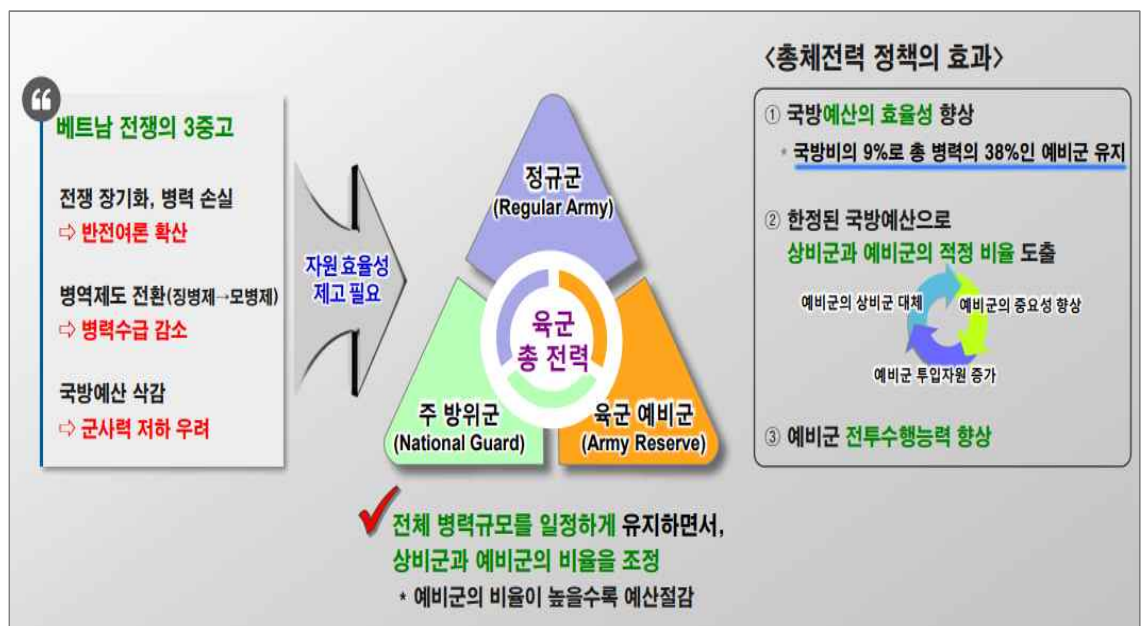 베트남 전쟁의 3중고
전쟁 장기화, 병력 손실
⇨ 반전여론 확산
병역제도 전환(징병제→모병제)
⇨ 병력수급 감소
국방예산 삭감
⇨ 군사력 저하 우려
자원 효율성
제고 필요
정규군
(Regular Army)
육군
총 전력
주 방위군
(National Guard)
육군 예비군
(Army Reserve)
전체 병력규모를 일정하게 유지하면서,
상비군과 예비군의 비율을 조정
* 예비군의 비율이 높을수록 예산절감
<총체전력 정책의 효과>
① 국방예산의 효율성 향상
* 국방비의 9%로 총 병력의 38%인 예비군 유지
② 한정된 국방예산으로
상비군과 예비군의 적정 비율 도출
예비군의 상비군 대체
예비군의 중요성 향상
예비군 투입자원 증가
③ 예비군 전투수행능력 향상